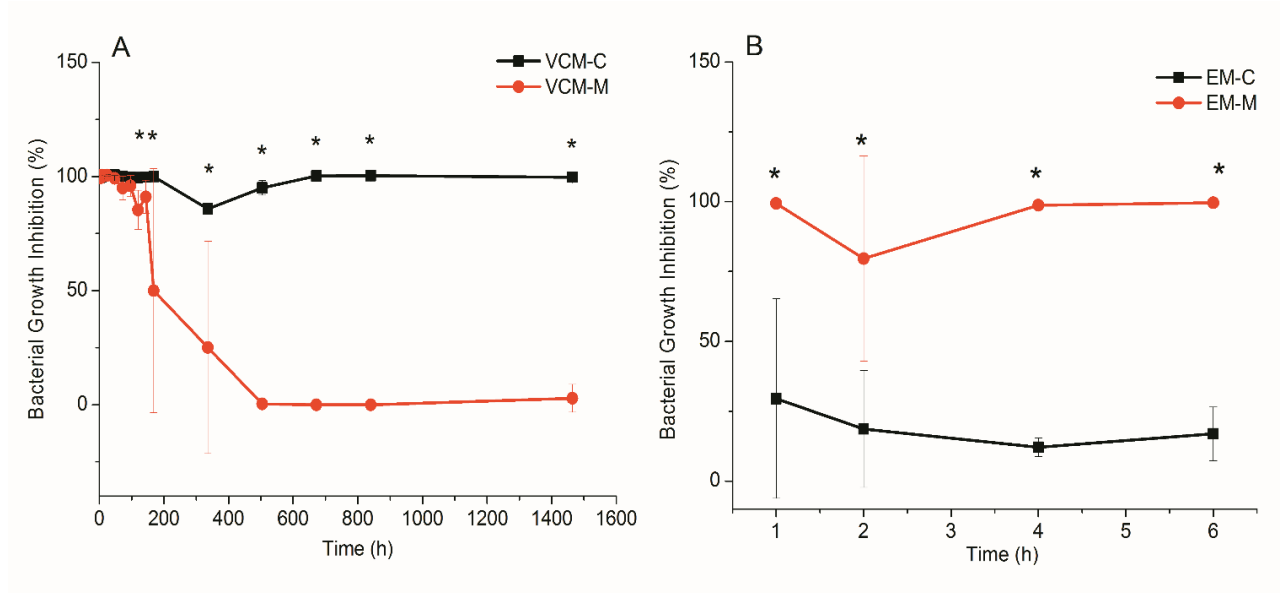 A
VCM-C
VCM-M
150
100
50
0
* *
*
*
*
*
*
Bacterial Growth Inhibition (%)
0 200 400 600 800 1000 1200 1400 1600
Time (h)
B
EM-C
EM-M
150
100
50
0
*
*
*
*
Bacterial Growth Inhibition (%)
1 2 3 4 5 6
Time (h)